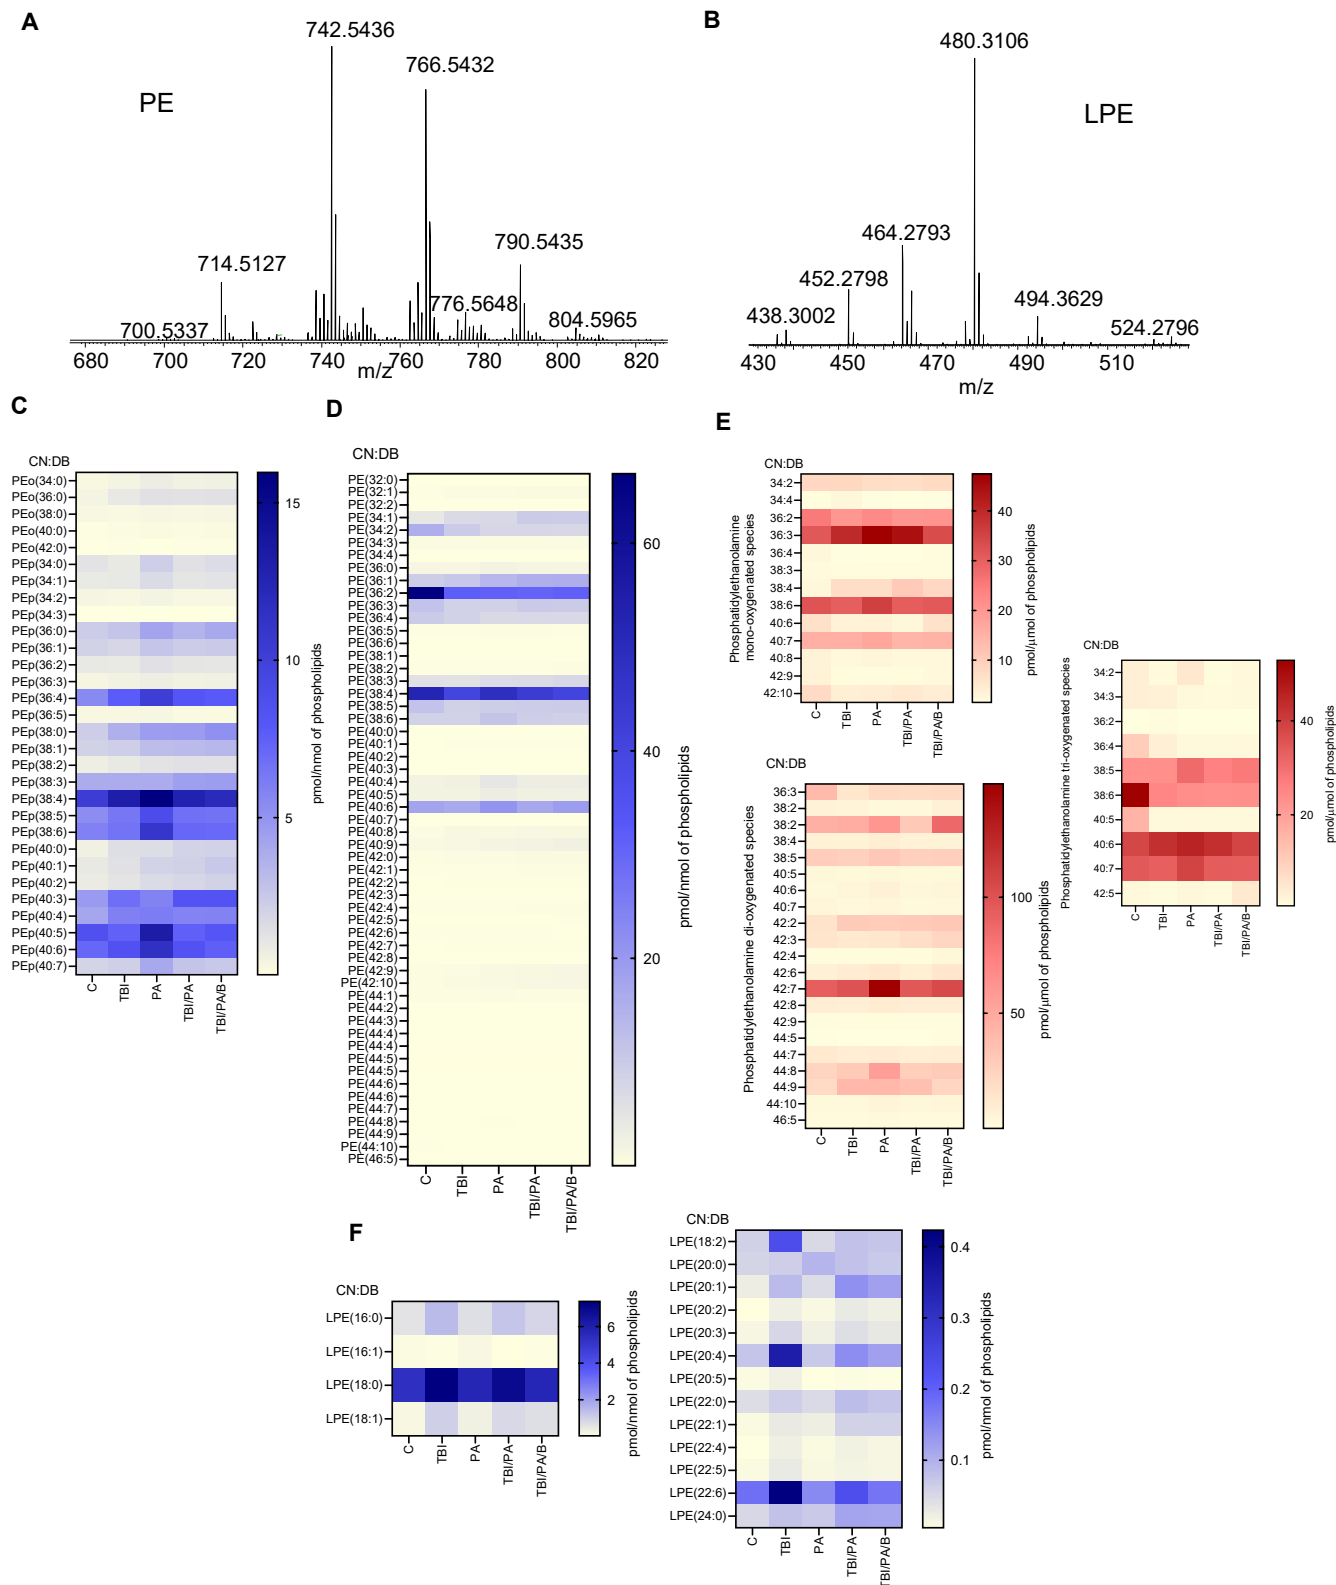 A
742.5436
766.5432
PE
790.5435
714.5127
776.5648
804.5965
700.5337
680
700
720
740
760
780
800
820
m/z
B
480.3106
LPE
464.2793
452.2798
494.3629
438.3002
524.2796
430
450
470
490
510
m/z
C
CN:DB
PEo(34:0)
PEo(36:0)
PEo(38:0)
PEo(40:0)
PEo(42:0)
PEp(34:0)
PEp(34:1)
PEp(34:2)
PEp(34:3)
PEp(36:0)
PEp(36:1)
PEp(36:2)
PEp(36:3)
PEp(36:4)
PEp(36:5)
PEp(38:0)
PEp(38:1)
PEp(38:2)
PEp(38:3)
PEp(38:4)
PEp(38:5)
PEp(38:6)
PEp(40:0)
PEp(40:1)
PEp(40:2)
PEp(40:3)
PEp(40:4)
PEp(40:5)
PEp(40:6)
PEp(40:7)
C
TBI
PA
TBI/PA
TBI/PA/B
15
10
5
pmol/nmol of phospholipids
D
CN:DB
PE(32:0)
PE(32:1)
PE(32:2)
PE(34:1)
PE(34:2)
PE(34:3)
PE(34:4)
PE(36:0)
PE(36:1)
PE(36:2)
PE(36:3)
PE(36:4)
PE(36:5)
PE(36:6)
PE(38:1)
PE(38:2)
PE(38:3)
PE(38:4)
PE(38:5)
PE(38:6)
PE(40:0)
PE(40:1)
PE(40:2)
PE(40:3)
PE(40:4)
PE(40:5)
PE(40:6)
PE(40:7)
PE(40:8)
PE(40:9)
PE(42:0)
PE(42:1)
PE(42:2)
PE(42:3)
PE(42:4)
PE(42:5)
PE(42:6)
PE(42:7)
PE(42:8)
PE(42:9)
PE(42:10)
PE(44:1)
PE(44:2)
PE(44:3)
PE(44:4)
PE(44:4)
PE(44:5)
PE(44:5)
PE(44:6)
PE(44:6)
PE(44:7)
PE(44:8)
PE(44:9)
PE(44:10)
PE(46:5)
C
TBI
PA
TBI/PA
TBI/PA/B
60
40
20
pmol/nmol of phospholipids
E
CN:DB
Phosphatidylethanolamine
mono-oxygenated species
34:2
34:4
36:2
36:3
36:4
38:3
38:4
38:6
40:6
40:7
40:8
42:9
42:10
C
TBI
PA
TBI/PA
TBI/PA/B
40
30
20
10
pmol/μmol of phospholipids
CN:DB
Phosphatidylethanolamine di-oxygenated species
36:3
38:2
38:2
38:4
38:5
40:5
40:6
40:7
42:2
42:3
42:4
42:6
42:7
42:8
42:9
44:5
44:7
44:8
44:9
44:10
46:5
C
TBI
PA
TBI/PA
TBI/PA/B
100
50
pmol/μmol of phospholipids
CN:DB
Phosphatidylethanolamine tri-oxygenated species
34:2
34:3
36:2
36:4
38:5
38:6
40:5
40:6
40:7
42:5
C
TBI
PA
TBI/PA
TBI/PA/B
40
20
pmol/μmol of phospholipids
F
CN:DB
LPE(16:0)
LPE(16:1)
LPE(18:0)
LPE(18:1)
C
TBI
PA
TBI/PA
TBI/PA/B
6
4
2
pmol/nmol of phospholipids
CN:DB
LPE(18:2)
LPE(20:0)
LPE(20:1)
LPE(20:2)
LPE(20:3)
LPE(20:4)
LPE(20:5)
LPE(22:0)
LPE(22:1)
LPE(22:4)
LPE(22:5)
LPE(22:6)
LPE(24:0)
C
TBI
PA
TBI/PA
TBI/PA/B
0.4
0.3
0.2
0.1
pmol/nmol of phospholipids